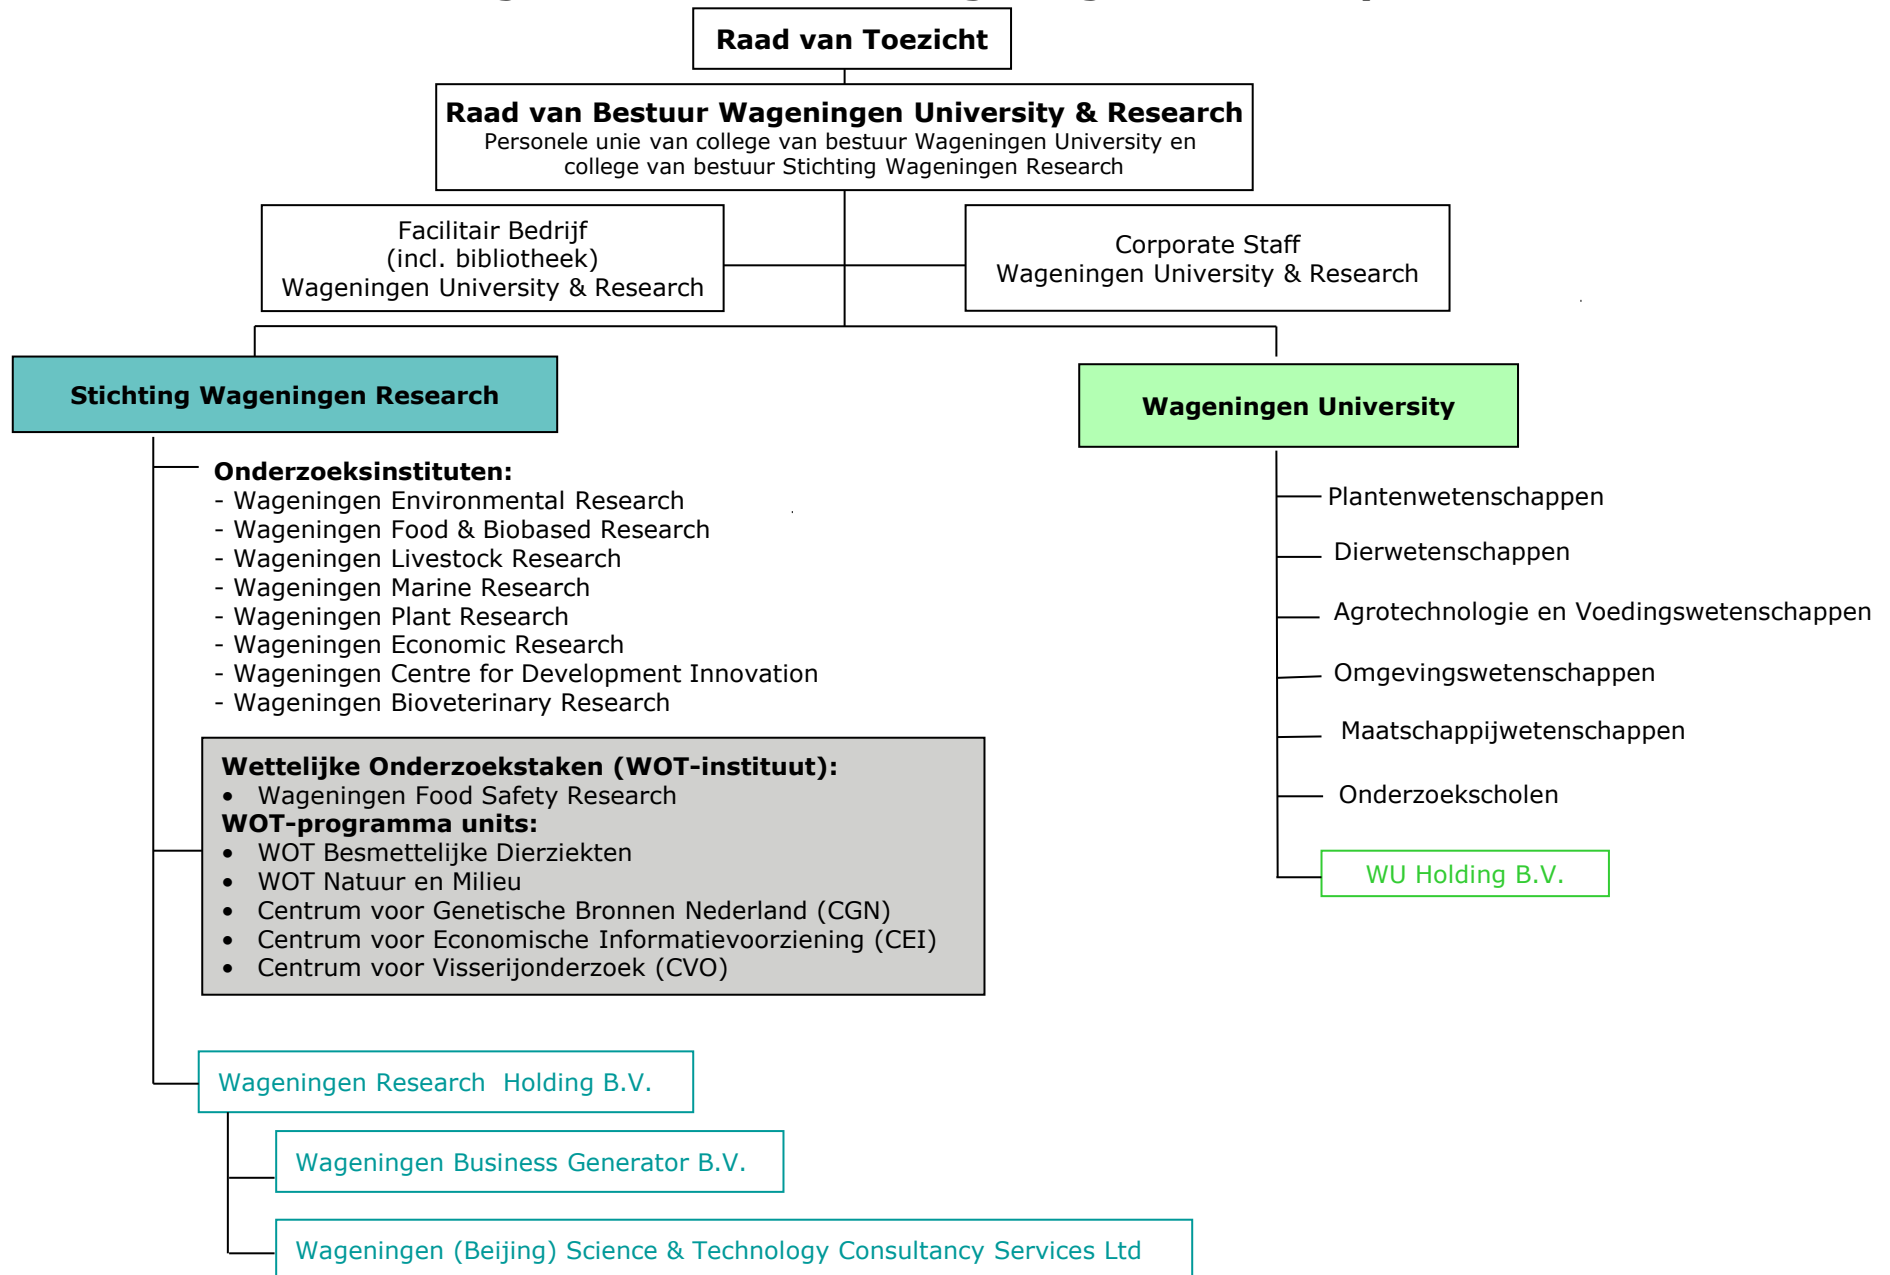 Raad van Toezicht
Raad van Bestuur Wageningen University & Research
Personele unie van college van bestuur Wageningen University en
college van bestuur Stichting Wageningen Research
Facilitair Bedrijf
(incl. bibliotheek)
Wageningen University & Research
Corporate Staff
Wageningen University & Research
Stichting Wageningen Research
Onderzoeksinstituten:
- Wageningen Environmental Research
- Wageningen Food & Biobased Research
- Wageningen Livestock Research
- Wageningen Marine Research
- Wageningen Plant Research
- Wageningen Economic Research
- Wageningen Centre for Development Innovation
- Wageningen Bioveterinary Research
Wettelijke Onderzoekstaken (WOT-instituut):
• Wageningen Food Safety Research
WOT-programma units:
• WOT Besmettelijke Dierziekten
• WOT Natuur en Milieu
• Centrum voor Genetische Bronnen Nederland (CGN)
• Centrum voor Economische Informatievoorziening (CEI)
• Centrum voor Visserijonderzoek (CVO)
Wageningen Research Holding B.V.
Wageningen Business Generator B.V.
Wageningen (Beijing) Science & Technology Consultancy Services Ltd
Wageningen University
Plantenwetenschappen
Dierwetenschappen
Agrotechnologie en Voedingswetenschappen
Omgevingswetenschappen
Maatschappijwetenschappen
Onderzoekscholen
WU Holding B.V.